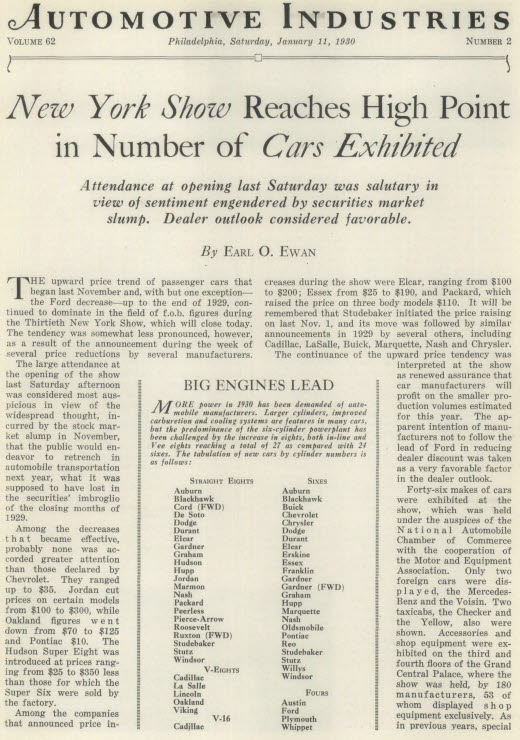 AUTOMOTIVE INDUSTRIES
VOLUME 62
Philadelphia, Saturday, January 11, 1930
NUMBER 2
New York Show Reaches High Point
in Number of Cars Exhibited
Attendance at opening last Saturday was salutary in
view of sentiment engendered by securities market
slump. Dealer outlook considered favorable.
By EARL O. EWAN
THE upward price trend of passenger cars that
began last November and, with but one exception—
the Ford decrease—up to the end of 1929, con-
tinued to dominate in the field of f.o.b. figures during
the Thirtieth New York Show, which will close today.
The tendency was somewhat less pronounced, however,
as a result of the announcement during the week of
several price reductions by several manufacturers.
The large attendance at
the opening of the show
last Saturday afternoon
was considered most aus-
picious in view of the
widespread thought, in-
curred by the stock mar-
ket slump in November,
that the public would en-
deavor to retrench in
automobile transportation
next year, what it was
supposed to have lost in
the securities' imbroglio
of the closing months of
1929.
Among the decreases
that became effective,
probably none was ac-
corded greater attention
than those declared by
Chevrolet. They ranged
up to $35. Jordan cut
prices on certain models
from $100 to $300, while
Oakland figures went
down from $70 to $125
and Pontiac $10. The
Hudson Super Eight was
introduced at prices rang-
ing from $25 to $350 less
than those for which the
Super Six were sold by
the factory.
Among the companies
that announced price in-
creases during the show were Elcar, ranging from $100
to $200; Essex from $25 to $190, and Packard, which
raised the price on three body models $110. It will be
remembered that Studebaker initiated the price raising
on last Nov. 1, and its move was followed by similar
announcements in 1929 by several others, including
Cadillac, LaSalle, Buick, Marquette, Nash and Chrysler.
The continuance of the upward price tendency was
interpreted at the show
as renewed assurance that
car manufacturers will
profit on the smaller pro-
duction volumes estimated
for this year. The ap-
parent intention of manu-
facturers not to follow the
lead of Ford in reducing
dealer discount was taken
as a very favorable factor
in the dealer outlook.
Forty-six makes of cars
were exhibited at the
show, which was held
under the auspices of the
National Automobile
Chamber of Commerce
with the cooperation of
the Motor and Equipment
Association. Only two
foreign cars were dis-
played, the Mercedes-
Benz and the Voisin. Two
taxicabs, the Checker and
the Yellow, also were
shown. Accessories and
shop equipment were ex-
hibited on the third and
fourth floors of the Grand
Central Palace, where the
show was held, by 180
manufacturers, 53 of
whom displayed shop
equipment exclusively. As
in previous years, special
BIG ENGINES LEAD
MORE power in 1930 has been demanded of auto-
mobile manufacturers. Larger cylinders, improved
carburetion and cooling systems are features in many cars,
but the predominance of the six-cylinder powerplant has
been challenged by the increase in eights, both in-line and
Vee eights reaching a total of 27 as compared with 24
sixes. The tabulation of new cars by cylinder numbers is
as follows:
STRAIGHT EIGHTS
Auburn
Blackhawk
Cord (FWD)
De Soto
Dodge
Durant
Elcar
Gardner
Graham
Hudson
Hupp
Jordan
Marmon
Nash
Packard
Peerless
Pierce-Arrow
Roosevelt
Ruxton (FWD)
Studebaker
Stutz
Windsor
V-EIGHTS
Cadillac
La Salle
Lincoln
Oakland
Viking
V-16
Cadillac
SIXES
Auburn
Blackhawk
Buick
Chevrolet
Chrysler
Dodge
Durant
Elcar
Erskine
Essex
Franklin
Gardner
Gardner (FWD)
Graham
Hupp
Marquette
Nash
Oldsmobile
Pontiac
Reo
Studebaker
Stutz
Willys
Windsor
FOURS
Austin
Ford
Plymouth
Whippet